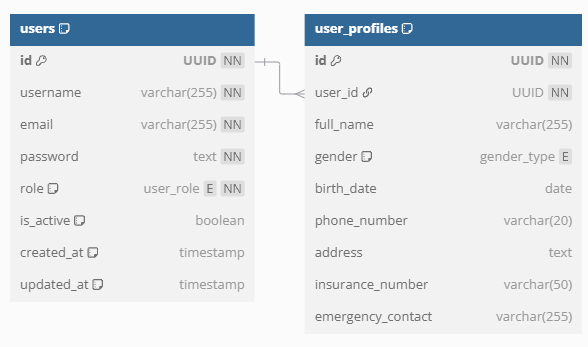 users
id UUID NN
username varchar(255) NN
email varchar(255) NN
password text NN
role user_role E NN
is_active boolean
created_at timestamp
updated_at timestamp
user_profiles
id UUID NN
user_id UUID NN
full_name varchar(255)
gender gender_type E
birth_date date
phone_number varchar(20)
address text
insurance_number varchar(50)
emergency_contact varchar(255)